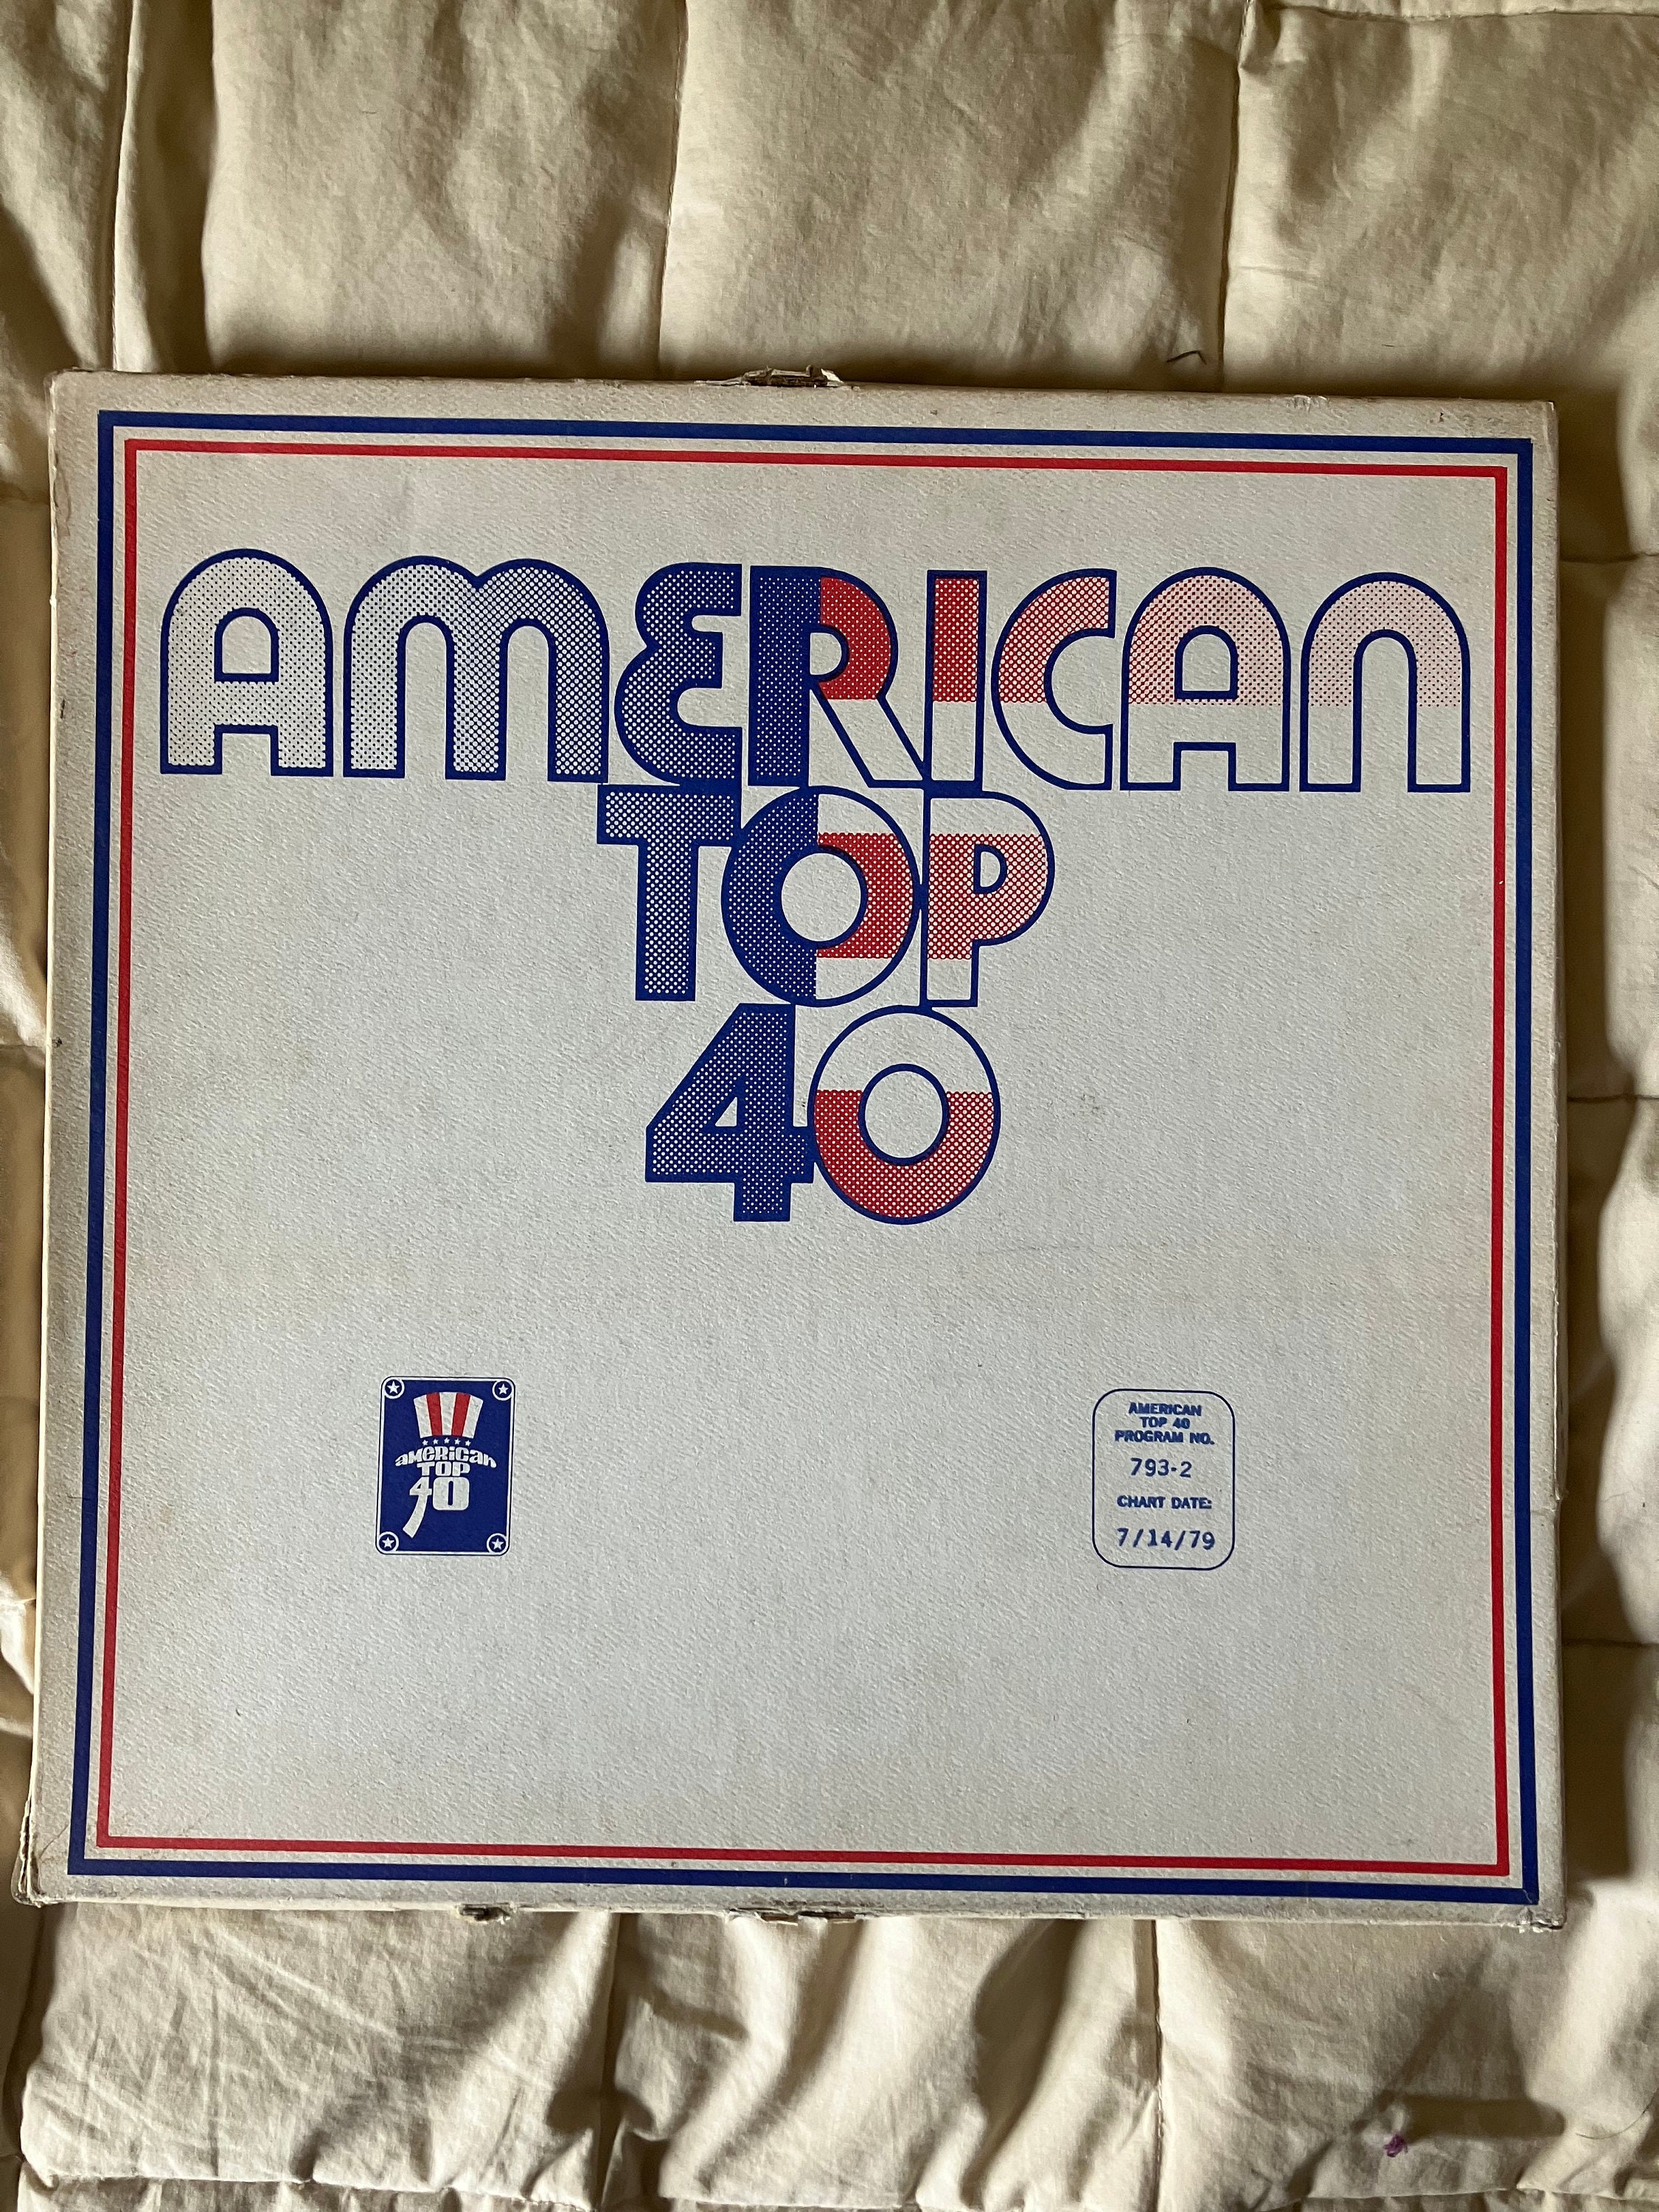 AMERICAN
TOP
40
AMERICAN
TOP
40
AMERICAN
TOP 40
PROGRAM NO.
793-2
CHART DATE:
7/14/79